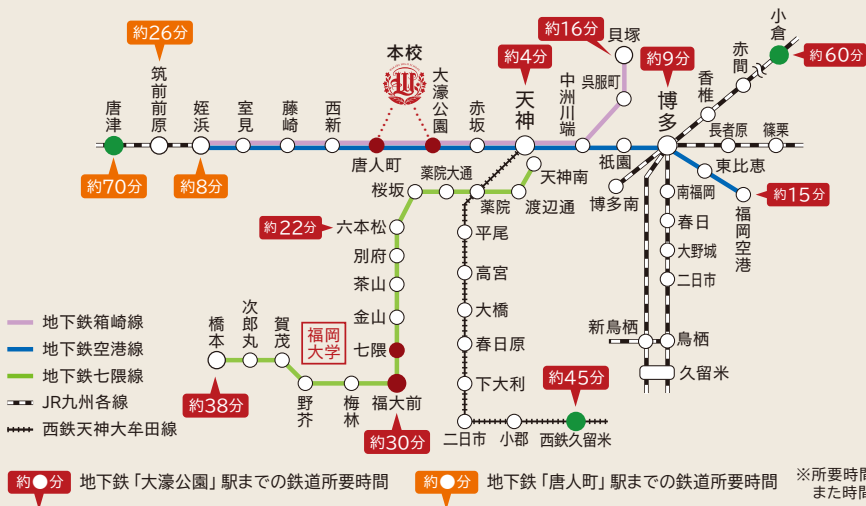 小倉
約60分
約26分
約16分
貝塚
赤間
本校
約4分
約9分
香椎
筑前前原
呉服町
唐津
姪浜
室見
藤崎
西新
大濠公園
赤坂
天神
中洲川端
博多
長者原
篠栗
唐人町
祇園
東比恵
約70分
約8分
天神南
桜坂
薬院大通
薬院
渡辺通
博多南
南福岡
福岡空港
約15分
約22分
六本松
平尾
春日
別府
大野城
茶山
高宮
二日市
地下鉄箱崎線
橋本
次郎丸
賀茂
福岡
大学
金山
大橋
新鳥栖
鳥栖
地下鉄空港線
七隈
春日原
地下鉄七隈線
久留米
下大利
約45分
JR九州各線
約38分
野芥
梅林
福大前
西鉄天神大牟田線
約30分
二日市
小郡
西鉄久留米
約●分 地下鉄「大濠公園」駅までの鉄道所要時間
約●分 地下鉄「唐人町」駅までの鉄道所要時間
※所要時間
また時間